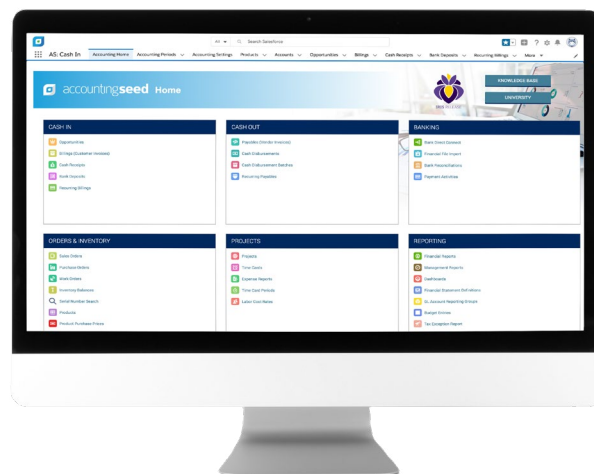 All
Search Salesforce
AS: Cash In
Accounting Home
Accounting Periods
Accounting Settings
Products
Accounts
Opportunities
Billings
Cash Receipts
Bank Deposits
Recurring Billings
More
accountingseed Home
KNOWLEDGE BASE
UNIVERSITY
CASH IN
Opportunities
Billings (Customer Invoices)
Cash Receipts
Bank Deposits
Recurring Billings
CASH OUT
Payables (Vendor Invoices)
Cash Disbursements
Cash Disbursement Batches
Recurring Payables
BANKING
Bank Direct Connect
Financial File Import
Bank Reconciliations
Payment Activities
ORDERS & INVENTORY
Sales Orders
Purchase Orders
Work Orders
Inventory Balances
Serial Number Search
Products
Product Purchase Prices
PROJECTS
Projects
Time Cards
Expense Reports
Time Card Periods
Labor Cost Rates
REPORTING
Financial Reports
Management Reports
Dashboards
Financial Statement Definitions
GL Account Reporting Groups
Budget Entries
Tax Exception Report